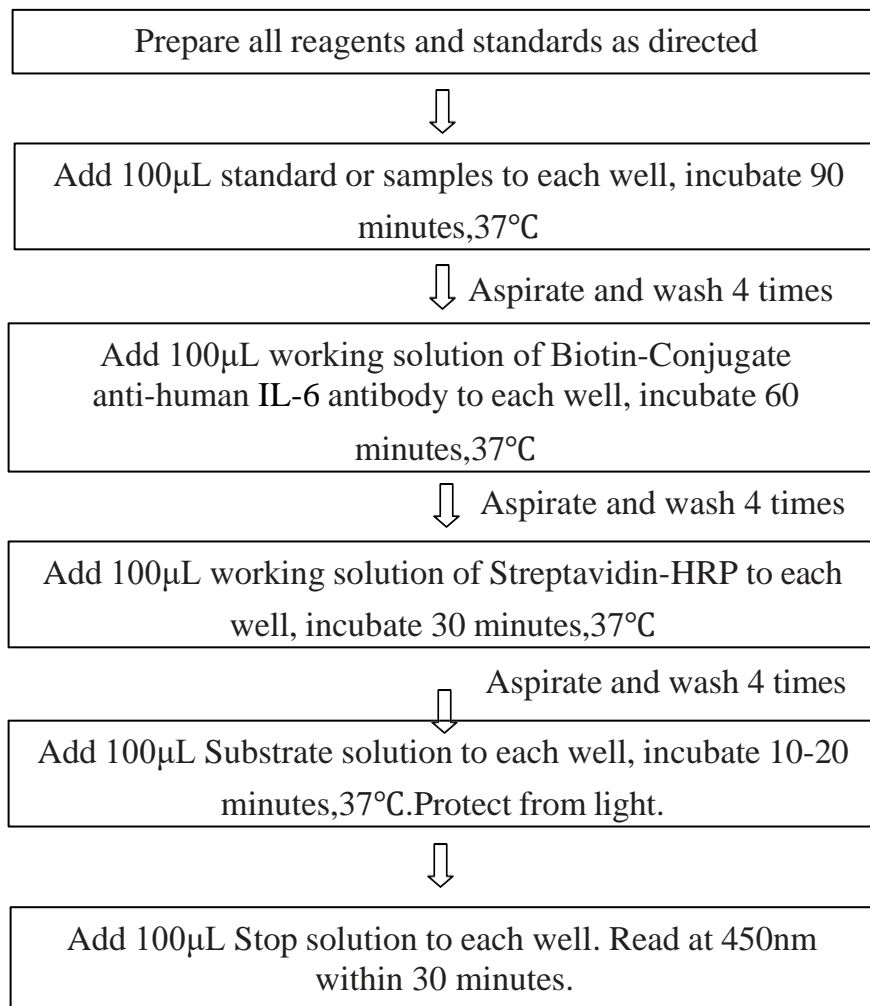 Prepare all reagents and standards as directed
Add 100μL standard or samples to each well, incubate 90
minutes,37℃
Aspirate and wash 4 times
Add 100μL working solution of Biotin-Conjugate
anti-human IL-6 antibody to each well, incubate 60
minutes,37℃
Aspirate and wash 4 times
Add 100μL working solution of Streptavidin-HRP to each
well, incubate 30 minutes,37℃
Aspirate and wash 4 times
Add 100μL Substrate solution to each well, incubate 10-20
minutes,37℃.Protect from light.
Add 100μL Stop solution to each well. Read at 450nm
within 30 minutes.